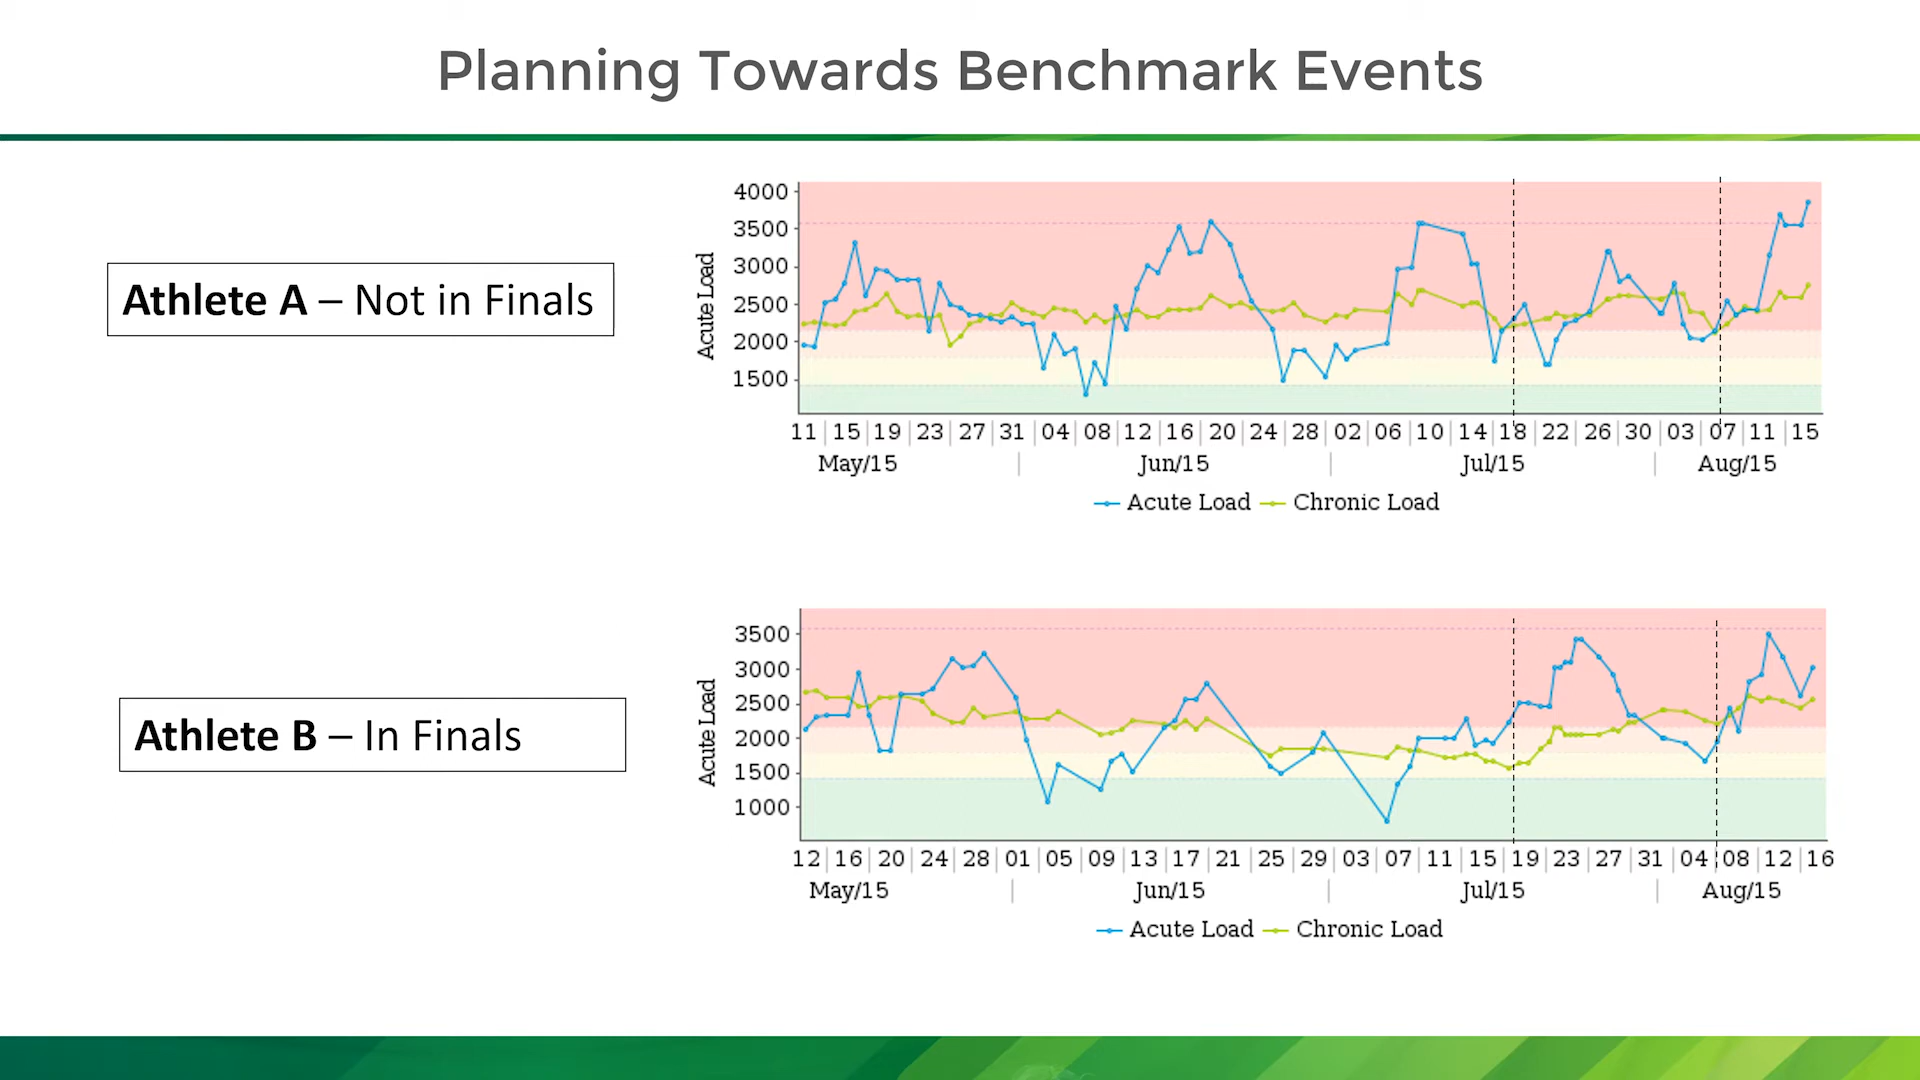 Planning Towards Benchmark Events
Athlete A – Not in Finals
Acute Load
4000
3500
3000
2500
2000
1500
11 15 19 23 27 31 04 08 12 16 20 24 28 02 06 10 14 18 22 26 30 03 07 11 15
May/15 Jun/15 Jul/15 Aug/15
Acute Load Chronic Load
Athlete B – In Finals
Acute Load
3500
3000
2500
2000
1500
1000
12 16 20 24 28 01 05 09 13 17 21 25 29 03 07 11 15 19 23 27 31 04 08 12 16
May/15 Jun/15 Jul/15 Aug/15
Acute Load Chronic Load